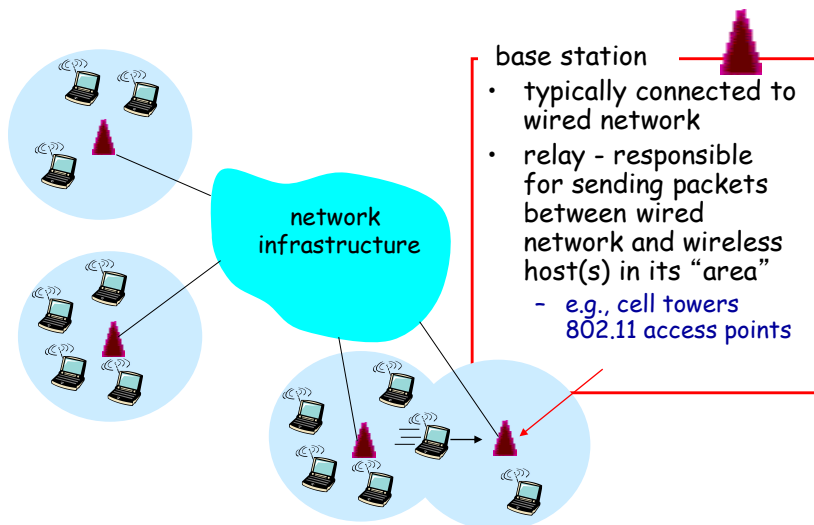 base station
• typically connected to
wired network
• relay - responsible
for sending packets
between wired
network and wireless
host(s) in its “area”
– e.g., cell towers
802.11 access points
network
infrastructure